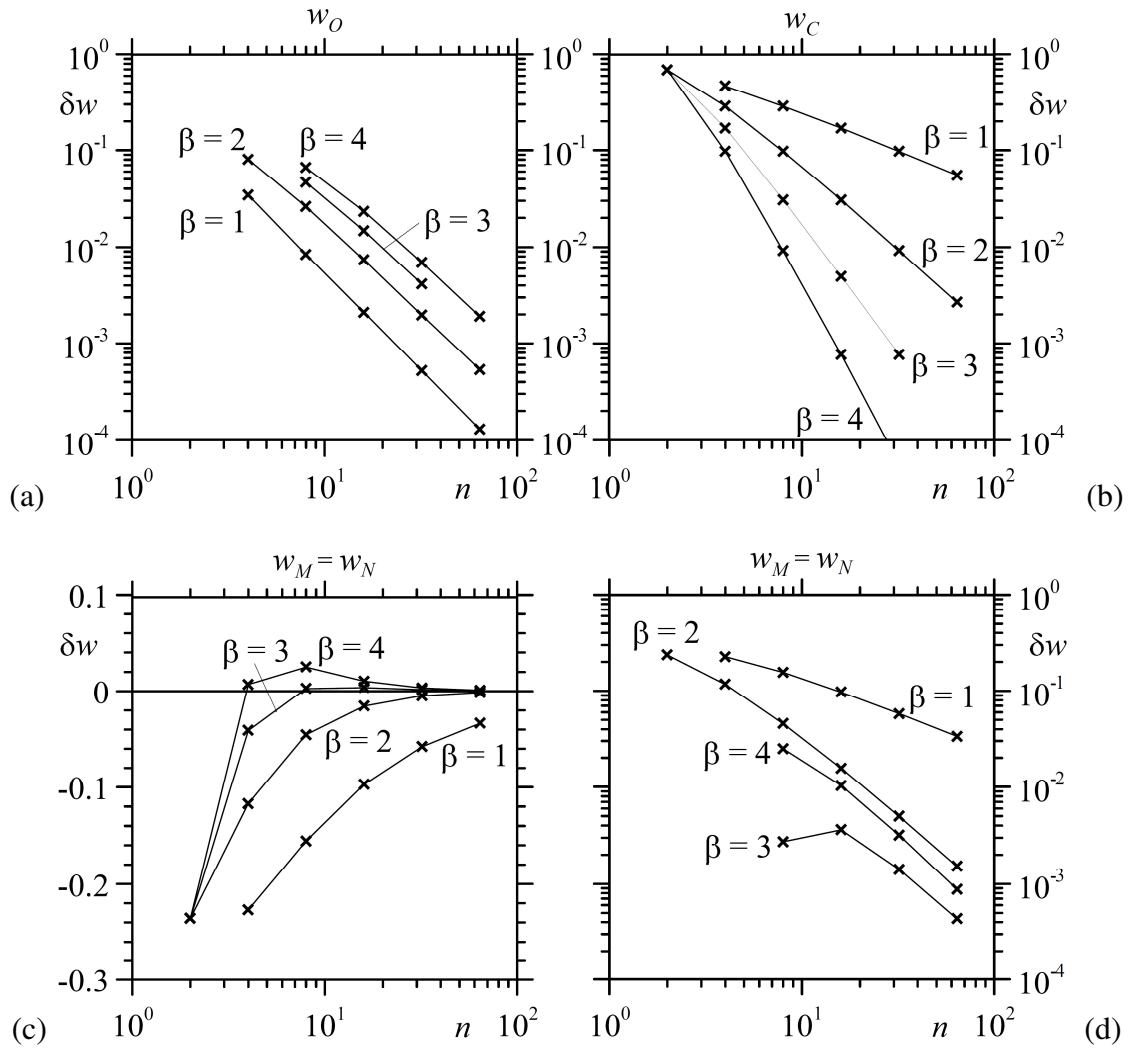 w_O
w_C
10^0
10^0
δw
δw
β = 2
β = 4
10^-1
10^-1
β = 1
β = 1
β = 3
10^-2
10^-2
β = 2
10^-3
10^-3
β = 3
β = 4
10^-4
10^-4
(a)
10^0
10^1
n
10^2
10^0
10^1
n
10^2
(b)
w_M = w_N
w_M = w_N
0.1
10^0
δw
β = 3
β = 4
β = 2
δw
0
10^-1
β = 2
β = 1
β = 1
-0.1
β = 4
10^-2
β = 3
-0.2
10^-3
-0.3
10^-4
(c)
10^0
10^1
n
10^2
10^0
10^1
n
10^2
(d)